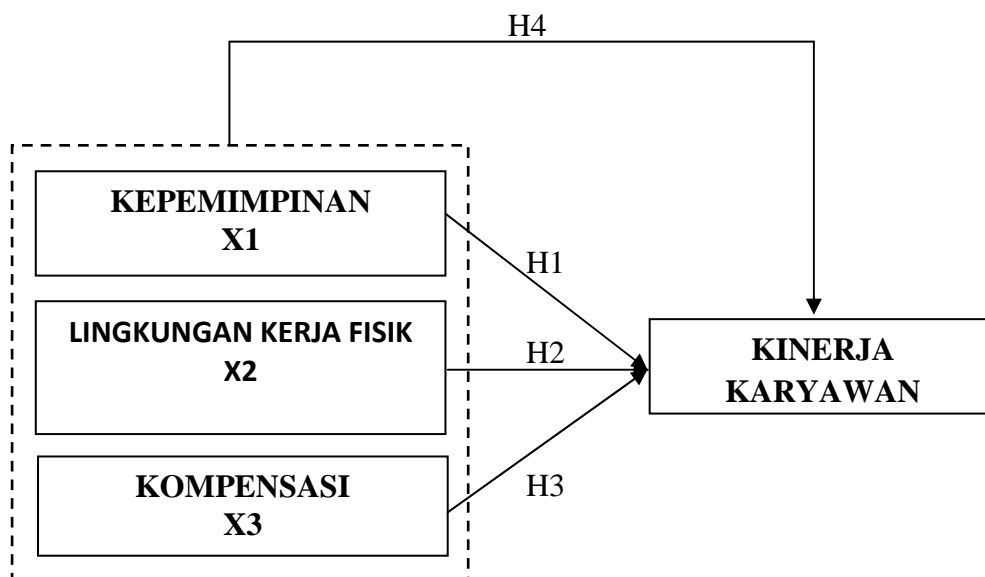 H4
KEPEMIMPINAN
X1
H1
LINGKUNGAN KERJA FISIK
X2
H2
KINERJA
KARYAWAN
KOMPENSASI
X3
H3